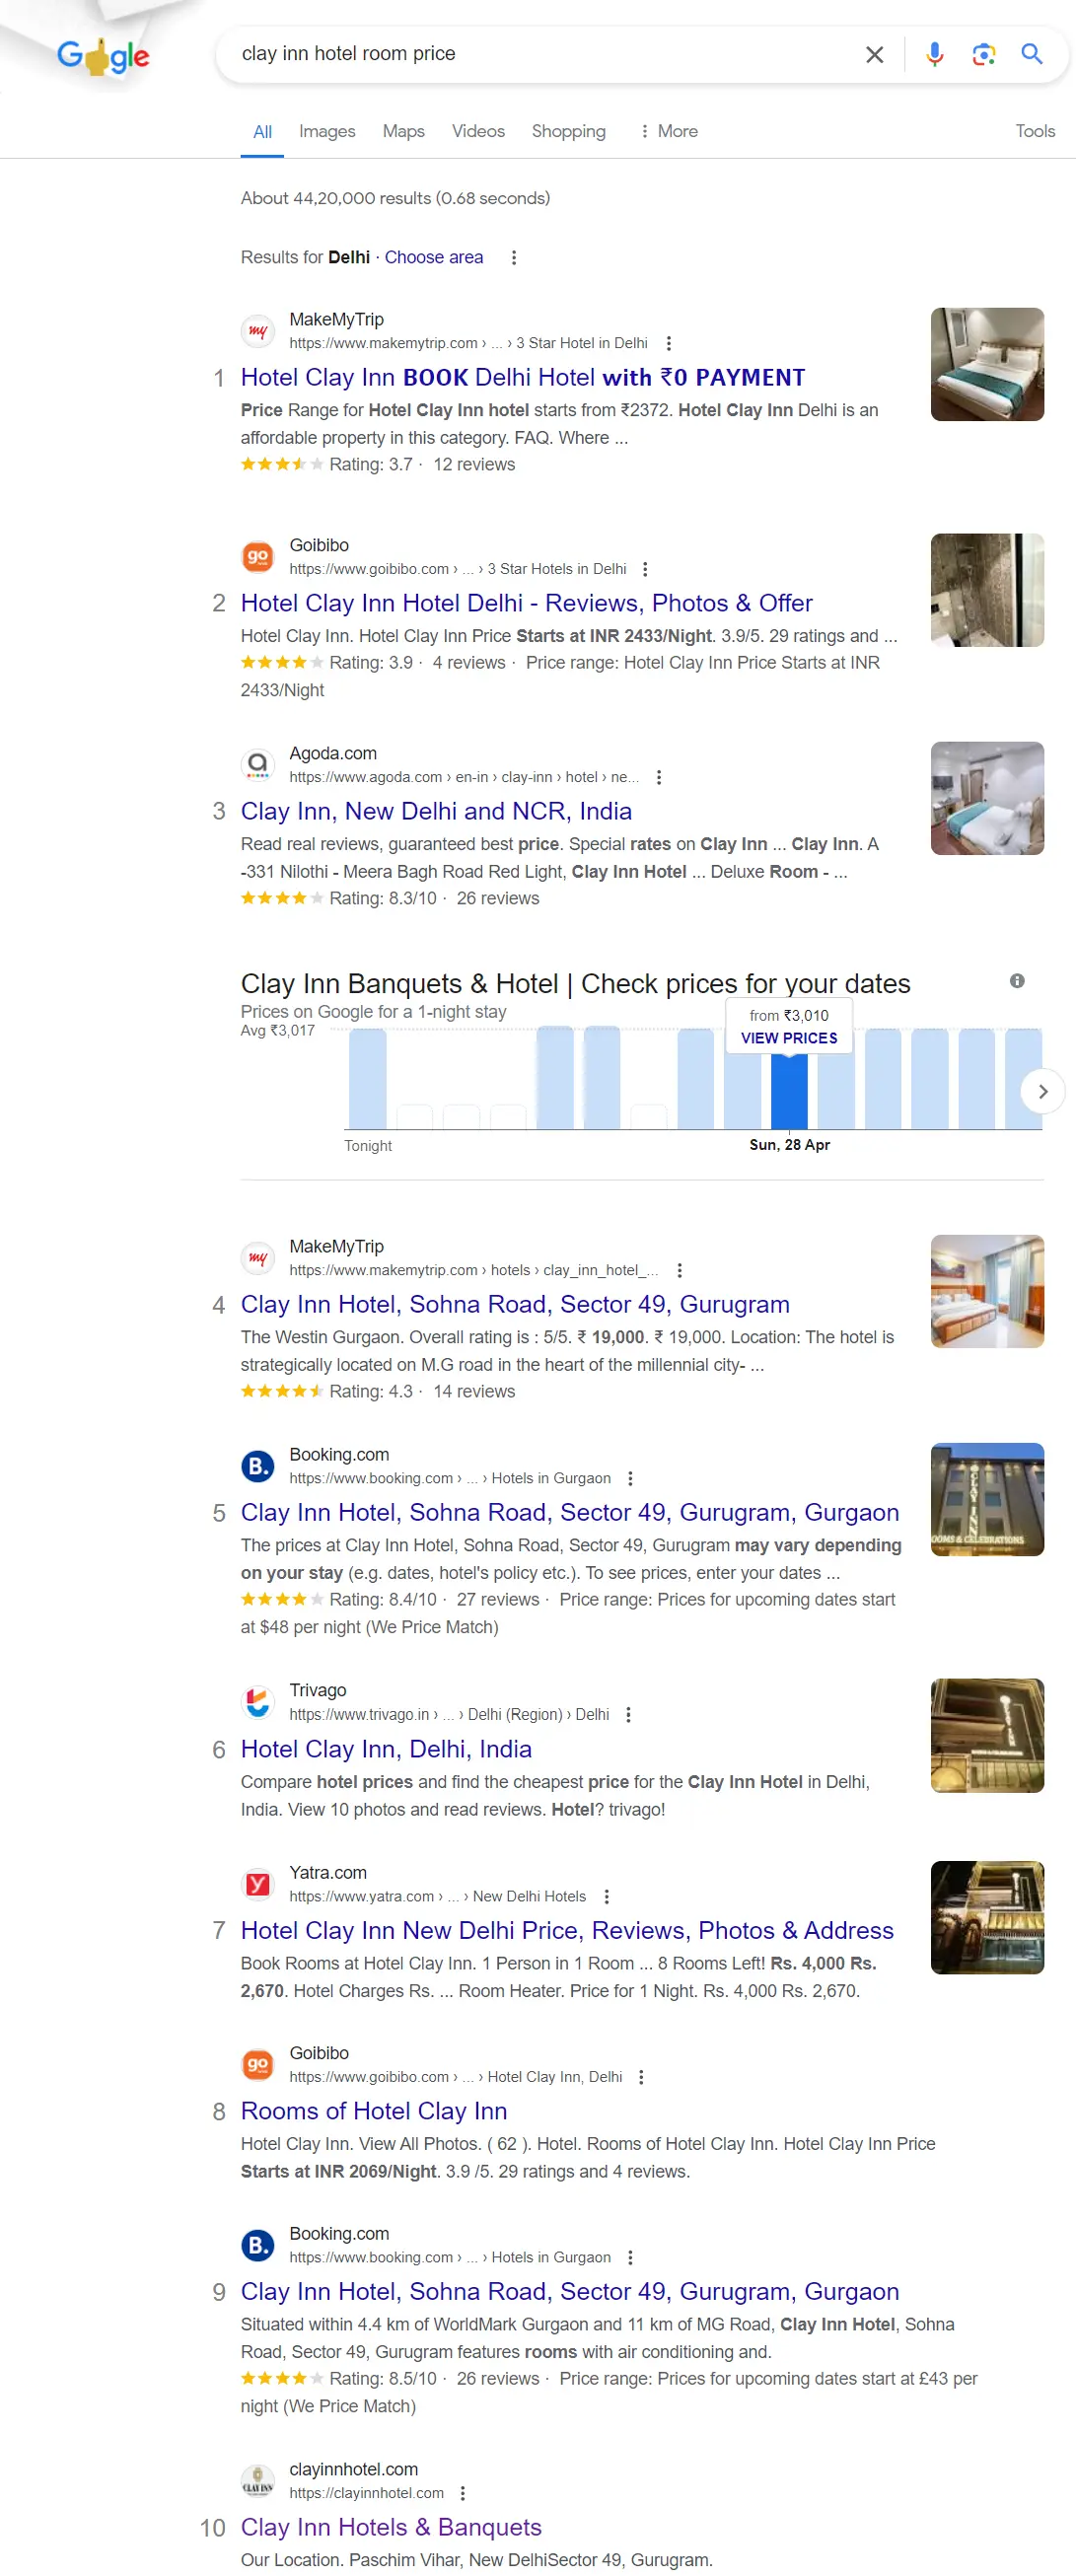 Google
clay inn hotel room price
All Images Maps Videos Shopping More Tools
About 44,20,000 results (0.68 seconds)
Results for Delhi · Choose area
my
MakeMyTrip
https://www.makemytrip.com › ... › 3 Star Hotel in Delhi
1 Hotel Clay Inn BOOK Delhi Hotel with ₹0 PAYMENT
Price Range for Hotel Clay Inn hotel starts from ₹2372. Hotel Clay Inn Delhi is an
affordable property in this category. FAQ. Where ...
Rating: 3.7 · 12 reviews
go
Goibibo
https://www.goibibo.com › ... › 3 Star Hotels in Delhi
2 Hotel Clay Inn Hotel Delhi - Reviews, Photos & Offer
Hotel Clay Inn. Hotel Clay Inn Price Starts at INR 2433/Night. 3.9/5. 29 ratings and ...
Rating: 3.9 · 4 reviews · Price range: Hotel Clay Inn Price Starts at INR
2433/Night
a
Agoda.com
https://www.agoda.com › en-in › clay-inn › hotel › ne...
3 Clay Inn, New Delhi and NCR, India
Read real reviews, guaranteed best price. Special rates on Clay Inn ... Clay Inn. A
-331 Nilothi - Meera Bagh Road Red Light, Clay Inn Hotel ... Deluxe Room - ...
Rating: 8.3/10 · 26 reviews
Clay Inn Banquets & Hotel | Check prices for your dates
Prices on Google for a 1-night stay
Avg ₹3,017
from ₹3,010
VIEW PRICES
Tonight
Sun, 28 Apr
my
MakeMyTrip
https://www.makemytrip.com › hotels › clay_inn_hotel_...
4 Clay Inn Hotel, Sohna Road, Sector 49, Gurugram
The Westin Gurgaon. Overall rating is : 5/5. ₹ 19,000. ₹ 19,000. Location: The hotel is
strategically located on M.G road in the heart of the millennial city- ...
Rating: 4.3 · 14 reviews
B.
Booking.com
https://www.booking.com › ... › Hotels in Gurgaon
5 Clay Inn Hotel, Sohna Road, Sector 49, Gurugram, Gurgaon
The prices at Clay Inn Hotel, Sohna Road, Sector 49, Gurugram may vary depending
on your stay (e.g. dates, hotel's policy etc.). To see prices, enter your dates ...
Rating: 8.4/10 · 27 reviews · Price range: Prices for upcoming dates start
at $48 per night (We Price Match)
CLAY INN
OOMS & CELEBRATIONS
Trivago
https://www.trivago.in › ... › Delhi (Region) › Delhi
6 Hotel Clay Inn, Delhi, India
Compare hotel prices and find the cheapest price for the Clay Inn Hotel in Delhi,
India. View 10 photos and read reviews. Hotel? trivago!
y
Yatra.com
https://www.yatra.com › ... › New Delhi Hotels
7 Hotel Clay Inn New Delhi Price, Reviews, Photos & Address
Book Rooms at Hotel Clay Inn. 1 Person in 1 Room ... 8 Rooms Left! Rs. 4,000 Rs.
2,670. Hotel Charges Rs. ... Room Heater. Price for 1 Night. Rs. 4,000 Rs. 2,670.
go
Goibibo
https://www.goibibo.com › ... › Hotel Clay Inn, Delhi
8 Rooms of Hotel Clay Inn
Hotel Clay Inn. View All Photos. ( 62 ). Hotel. Rooms of Hotel Clay Inn. Hotel Clay Inn Price
Starts at INR 2069/Night. 3.9 /5. 29 ratings and 4 reviews.
B.
Booking.com
https://www.booking.com › ... › Hotels in Gurgaon
9 Clay Inn Hotel, Sohna Road, Sector 49, Gurugram, Gurgaon
Situated within 4.4 km of WorldMark Gurgaon and 11 km of MG Road, Clay Inn Hotel, Sohna
Road, Sector 49, Gurugram features rooms with air conditioning and.
Rating: 8.5/10 · 26 reviews · Price range: Prices for upcoming dates start at £43 per
night (We Price Match)
CLAY INN
clayinnhotel.com
https://clayinnhotel.com
10 Clay Inn Hotels & Banquets
Our Location. Paschim Vihar, New DelhiSector 49, Gurugram.